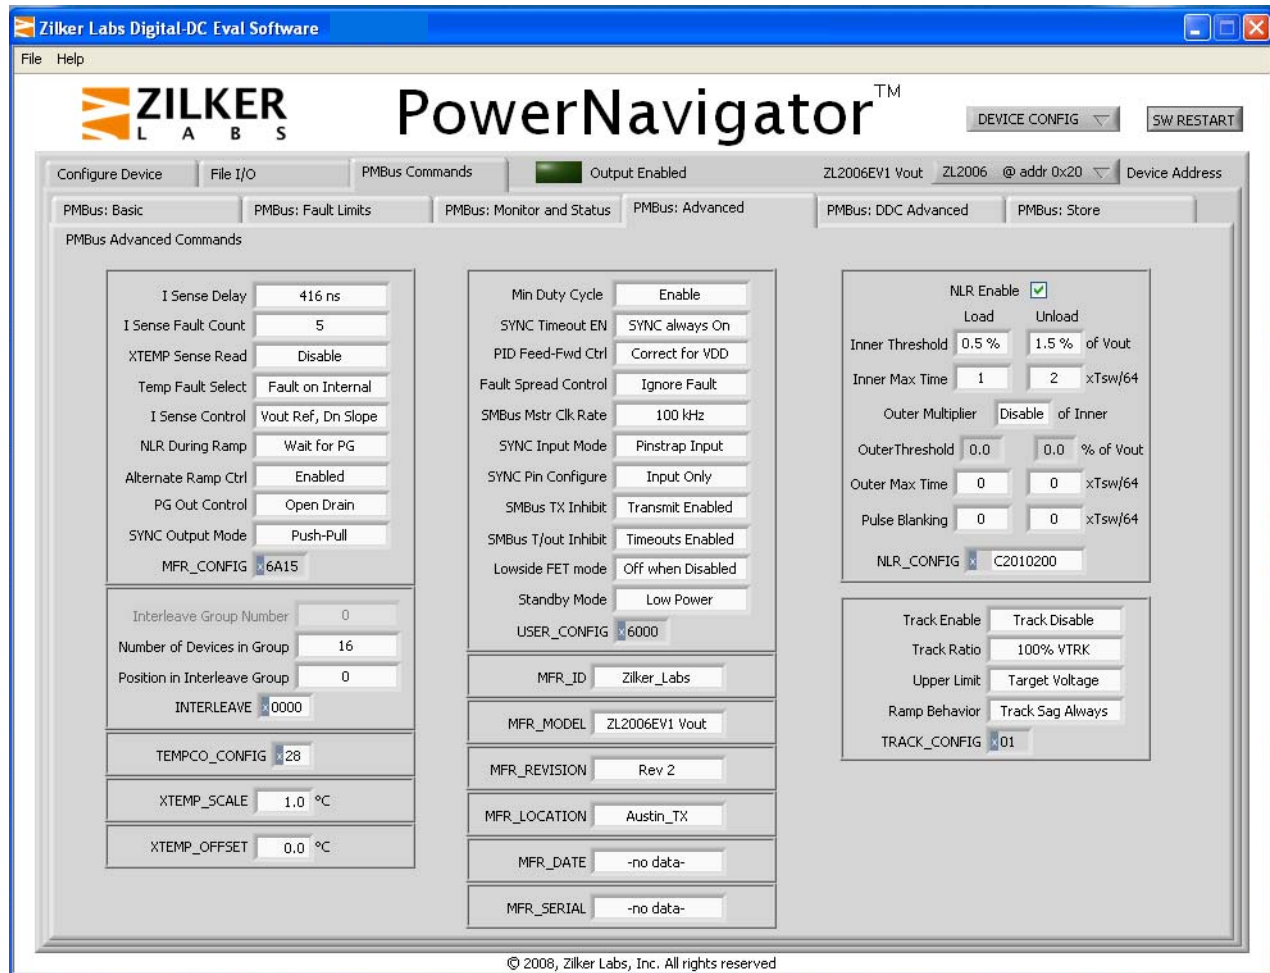 Zilker Labs Digital-DC Eval Software
File Help
ZILKER
LABS
PowerNavigator™
DEVICE CONFIG
SW RESTART
Configure Device
File I/O
PMBus Commands
Output Enabled
ZL2006EV1 Vout
ZL2006 @ addr 0x20
Device Address
PMBus: Basic
PMBus: Fault Limits
PMBus: Monitor and Status
PMBus: Advanced
PMBus: DDC Advanced
PMBus: Store
PMBus Advanced Commands
I Sense Delay 416 ns
I Sense Fault Count 5
XTEMP Sense Read Disable
Temp Fault Select Fault on Internal
I Sense Control Vout Ref, Dn Slope
NLR During Ramp Wait for PG
Alternate Ramp Ctrl Enabled
PG Out Control Open Drain
SYNC Output Mode Push-Pull
MFR_CONFIG x6A15
Interleave Group Number 0
Number of Devices in Group 16
Position in Interleave Group 0
INTERLEAVE x0000
TEMPCO_CONFIG x28
XTEMP_SCALE 1.0 °C
XTEMP_OFFSET 0.0 °C
Min Duty Cycle Enable
SYNC Timeout EN SYNC always On
PID Feed-Fwd Ctrl Correct for VDD
Fault Spread Control Ignore Fault
SMBus Mstr Clk Rate 100 kHz
SYNC Input Mode Pinstrap Input
SYNC Pin Configure Input Only
SMBus TX Inhibit Transmit Enabled
SMBus T/out Inhibit Timeouts Enabled
Lowside FET mode Off when Disabled
Standby Mode Low Power
USER_CONFIG x6000
MFR_ID Zilker_Labs
MFR_MODEL ZL2006EV1 Vout
MFR_REVISION Rev 2
MFR_LOCATION Austin_TX
MFR_DATE -no data-
MFR_SERIAL -no data-
NLR Enable
Load Unload
Inner Threshold 0.5 % 1.5 % of Vout
Inner Max Time 1 2 xTsw/64
Outer Multiplier Disable of Inner
OuterThreshold 0.0 0.0 % of Vout
Outer Max Time 0 0 xTsw/64
Pulse Blanking 0 0 xTsw/64
NLR_CONFIG x C2010200
Track Enable Track Disable
Track Ratio 100% VTRK
Upper Limit Target Voltage
Ramp Behavior Track Sag Always
TRACK_CONFIG x01
© 2008, Zilker Labs, Inc. All rights reserved